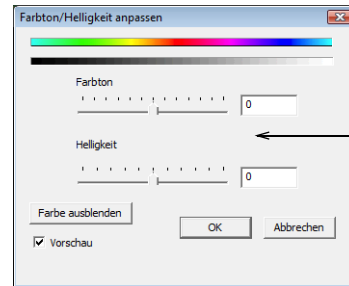 Farbton/Helligkeit anpassen
Farbton
0
Helligkeit
0
Farbe ausblenden
OK
Abbrechen
Vorschau